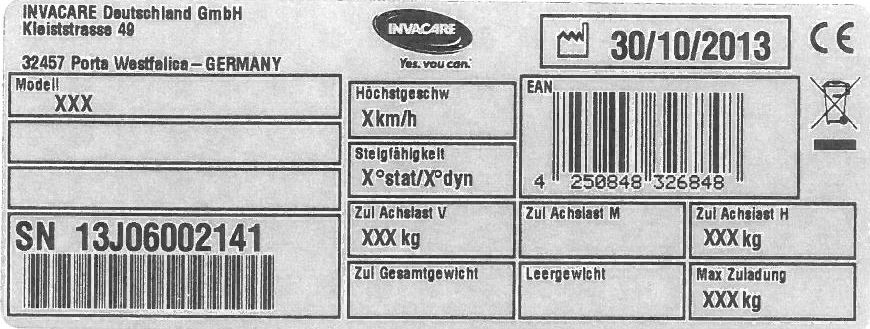 INVACARE Deutschland GmbH
Kleiststrasse 49
32457 Porta Westfalica – GERMANY
INVACARE
Yes. you can.
30/10/2013
CE
Modell
XXX
Höchstgeschw
X km/h
EAN
4 250848 326848
Steigfähigkeit
X°stat/X°dyn
SN 13J06002141
Zul Achslast V
XXX kg
Zul Achslast M
Zul Achslast H
XXX kg
Zul Gesamtgewicht
Leergewicht
Max Zuladung
XXX kg